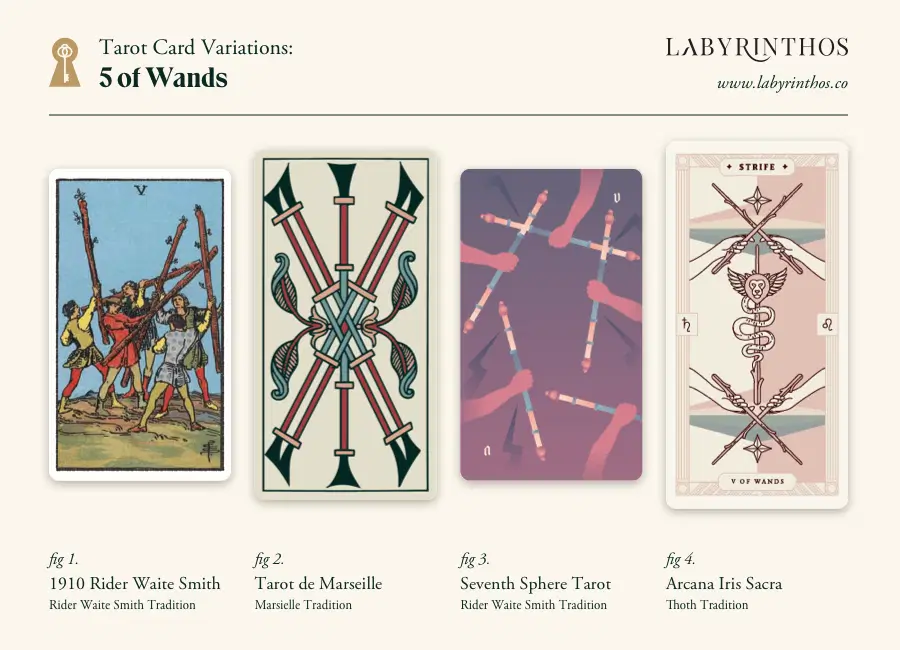 Tarot Card Variations:
5 of Wands
LABYRINTHOS
www.labyrinthos.co
V
V
STRIFE
V OF WANDS
V
fig 1.
1910 Rider Waite Smith
Rider Waite Smith Tradition
fig 2.
Tarot de Marseille
Marsielle Tradition
fig 3.
Seventh Sphere Tarot
Rider Waite Smith Tradition
fig 4.
Arcana Iris Sacra
Thoth Tradition